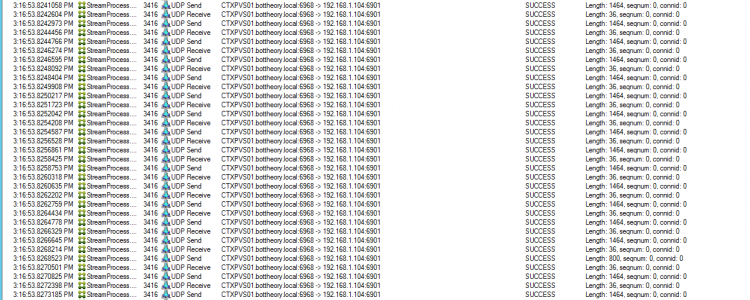 3:16:53.8241058 PM StreamProcess.... 3416 UDP Send CTXPVS01.bottheory.local:6968 -> 192.168.1.104:6901 SUCCESS Length: 1464, seqnum: 0, connid: 0
3:16:53.8242604 PM StreamProcess.... 3416 UDP Receive CTXPVS01.bottheory.local:6968 -> 192.168.1.104:6901 SUCCESS Length: 36, seqnum: 0, connid: 0
3:16:53.8242973 PM StreamProcess.... 3416 UDP Send CTXPVS01.bottheory.local:6968 -> 192.168.1.104:6901 SUCCESS Length: 1464, seqnum: 0, connid: 0
3:16:53.8244456 PM StreamProcess.... 3416 UDP Receive CTXPVS01.bottheory.local:6968 -> 192.168.1.104:6901 SUCCESS Length: 36, seqnum: 0, connid: 0
3:16:53.8244766 PM StreamProcess.... 3416 UDP Send CTXPVS01.bottheory.local:6968 -> 192.168.1.104:6901 SUCCESS Length: 1464, seqnum: 0, connid: 0
3:16:53.8246274 PM StreamProcess.... 3416 UDP Receive CTXPVS01.bottheory.local:6968 -> 192.168.1.104:6901 SUCCESS Length: 36, seqnum: 0, connid: 0
3:16:53.8246595 PM StreamProcess.... 3416 UDP Send CTXPVS01.bottheory.local:6968 -> 192.168.1.104:6901 SUCCESS Length: 1464, seqnum: 0, connid: 0
3:16:53.8248092 PM StreamProcess.... 3416 UDP Receive CTXPVS01.bottheory.local:6968 -> 192.168.1.104:6901 SUCCESS Length: 36, seqnum: 0, connid: 0
3:16:53.8248404 PM StreamProcess.... 3416 UDP Send CTXPVS01.bottheory.local:6968 -> 192.168.1.104:6901 SUCCESS Length: 1464, seqnum: 0, connid: 0
3:16:53.8249908 PM StreamProcess.... 3416 UDP Receive CTXPVS01.bottheory.local:6968 -> 192.168.1.104:6901 SUCCESS Length: 36, seqnum: 0, connid: 0
3:16:53.8250217 PM StreamProcess.... 3416 UDP Send CTXPVS01.bottheory.local:6968 -> 192.168.1.104:6901 SUCCESS Length: 1464, seqnum: 0, connid: 0
3:16:53.8251723 PM StreamProcess.... 3416 UDP Receive CTXPVS01.bottheory.local:6968 -> 192.168.1.104:6901 SUCCESS Length: 36, seqnum: 0, connid: 0
3:16:53.8252042 PM StreamProcess.... 3416 UDP Send CTXPVS01.bottheory.local:6968 -> 192.168.1.104:6901 SUCCESS Length: 1464, seqnum: 0, connid: 0
3:16:53.8254208 PM StreamProcess.... 3416 UDP Receive CTXPVS01.bottheory.local:6968 -> 192.168.1.104:6901 SUCCESS Length: 36, seqnum: 0, connid: 0
3:16:53.8254587 PM StreamProcess.... 3416 UDP Send CTXPVS01.bottheory.local:6968 -> 192.168.1.104:6901 SUCCESS Length: 1464, seqnum: 0, connid: 0
3:16:53.8256528 PM StreamProcess.... 3416 UDP Receive CTXPVS01.bottheory.local:6968 -> 192.168.1.104:6901 SUCCESS Length: 36, seqnum: 0, connid: 0
3:16:53.8256861 PM StreamProcess.... 3416 UDP Send CTXPVS01.bottheory.local:6968 -> 192.168.1.104:6901 SUCCESS Length: 1464, seqnum: 0, connid: 0
3:16:53.8258425 PM StreamProcess.... 3416 UDP Receive CTXPVS01.bottheory.local:6968 -> 192.168.1.104:6901 SUCCESS Length: 36, seqnum: 0, connid: 0
3:16:53.8258753 PM StreamProcess.... 3416 UDP Send CTXPVS01.bottheory.local:6968 -> 192.168.1.104:6901 SUCCESS Length: 1464, seqnum: 0, connid: 0
3:16:53.8260318 PM StreamProcess.... 3416 UDP Receive CTXPVS01.bottheory.local:6968 -> 192.168.1.104:6901 SUCCESS Length: 36, seqnum: 0, connid: 0
3:16:53.8260635 PM StreamProcess.... 3416 UDP Send CTXPVS01.bottheory.local:6968 -> 192.168.1.104:6901 SUCCESS Length: 1464, seqnum: 0, connid: 0
3:16:53.8262202 PM StreamProcess.... 3416 UDP Receive CTXPVS01.bottheory.local:6968 -> 192.168.1.104:6901 SUCCESS Length: 36, seqnum: 0, connid: 0
3:16:53.8262759 PM StreamProcess.... 3416 UDP Send CTXPVS01.bottheory.local:6968 -> 192.168.1.104:6901 SUCCESS Length: 1464, seqnum: 0, connid: 0
3:16:53.8264434 PM StreamProcess.... 3416 UDP Receive CTXPVS01.bottheory.local:6968 -> 192.168.1.104:6901 SUCCESS Length: 36, seqnum: 0, connid: 0
3:16:53.8264778 PM StreamProcess.... 3416 UDP Send CTXPVS01.bottheory.local:6968 -> 192.168.1.104:6901 SUCCESS Length: 1464, seqnum: 0, connid: 0
3:16:53.8266329 PM StreamProcess.... 3416 UDP Receive CTXPVS01.bottheory.local:6968 -> 192.168.1.104:6901 SUCCESS Length: 36, seqnum: 0, connid: 0
3:16:53.8266645 PM StreamProcess.... 3416 UDP Send CTXPVS01.bottheory.local:6968 -> 192.168.1.104:6901 SUCCESS Length: 1464, seqnum: 0, connid: 0
3:16:53.8268214 PM StreamProcess.... 3416 UDP Receive CTXPVS01.bottheory.local:6968 -> 192.168.1.104:6901 SUCCESS Length: 36, seqnum: 0, connid: 0
3:16:53.8268523 PM StreamProcess.... 3416 UDP Send CTXPVS01.bottheory.local:6968 -> 192.168.1.104:6901 SUCCESS Length: 800, seqnum: 0, connid: 0
3:16:53.8270501 PM StreamProcess.... 3416 UDP Receive CTXPVS01.bottheory.local:6968 -> 192.168.1.104:6901 SUCCESS Length: 36, seqnum: 0, connid: 0
3:16:53.8270825 PM StreamProcess.... 3416 UDP Send CTXPVS01.bottheory.local:6968 -> 192.168.1.104:6901 SUCCESS Length: 1464, seqnum: 0, connid: 0
3:16:53.8272398 PM StreamProcess.... 3416 UDP Receive CTXPVS01.bottheory.local:6968 -> 192.168.1.104:6901 SUCCESS Length: 36, seqnum: 0, connid: 0
3:16:53.8273185 PM StreamProcess.... 3416 UDP Send CTXPVS01.bottheory.local:6968 -> 192.168.1.104:6901 SUCCESS Length: 1464, seqnum: 0, connid: 0